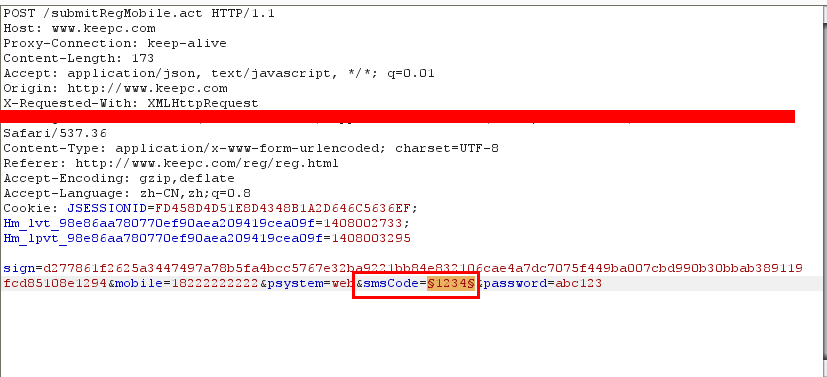 POST /submitRegMobile.act HTTP/1.1
Host: www.keepc.com
Proxy-Connection: keep-alive
Content-Length: 173
Accept: application/json, text/javascript, */*; q=0.01
Origin: http://www.keepc.com
X-Requested-With: XMLHttpRequest
Safari/537.36
Content-Type: application/x-www-form-urlencoded; charset=UTF-8
Referer: http://www.keepc.com/reg/reg.html
Accept-Encoding: gzip,deflate
Accept-Language: zh-CN,zh;q=0.8
Cookie: JSESSIONID=FD458D4D51E8D4348B1A2D646C5636EF;
Hm_lvt_98e86aa780770ef90aea209419cea09f=1408002733;
Hm_lpvt_98e86aa780770ef90aea209419cea09f=1408003295
sign=d277861f2625a3447497a78b5fa4bcc5767e32ba9221bb84e832106cae4a7dc7075f449ba007cbd990b30bbab389119
fcd85108e1294&mobile=18222222222&psystem=web&smsCode=§1234§&password=abc123